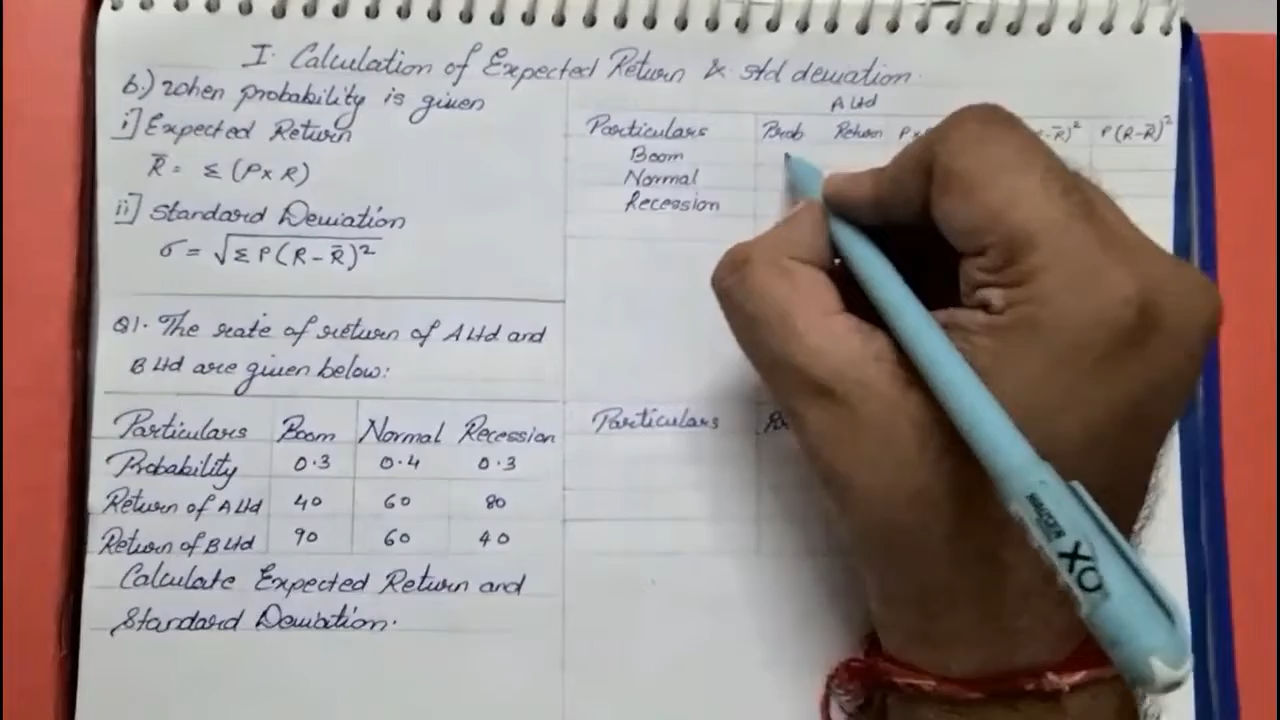 I. Calculation of Expected Return & std deviation.
b.) when probability is given
i] Expected Return
R̄ = Σ (P x R)
ii] Standard Deviation
σ = √Σ P(R-R̄)²
Q1. The rate of return of A Ltd and
B Ltd are given below:
Particulars Boom Normal Recession
Probability 0.3 0.4 0.3
Return of A Ltd 40 60 80
Return of B Ltd 90 60 40
Calculate Expected Return and
Standard Deviation.
A Ltd
Particulars Prob Return -R̄)² P(R-R̄)²
Boom
Normal
Recession
Particulars
HAUSER
XO